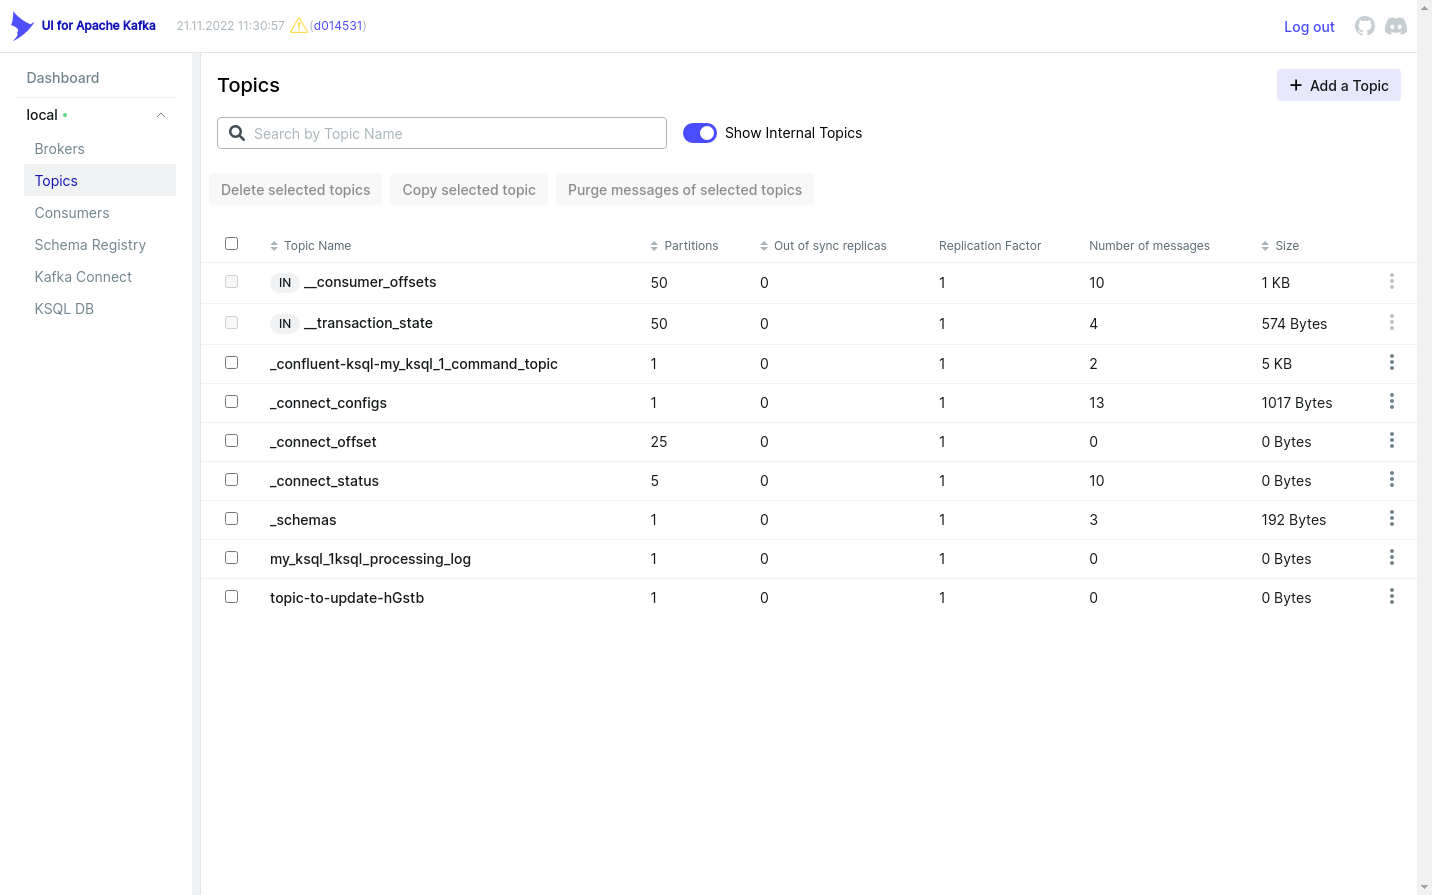 UI for Apache Kafka 21.11.2022 11:30:57 (d014531) Log out
Dashboard
local
Brokers
Topics
Consumers
Schema Registry
Kafka Connect
KSQL DB
Topics
Add a Topic
Search by Topic Name
Show Internal Topics
Delete selected topics Copy selected topic Purge messages of selected topics
Topic Name Partitions Out of sync replicas Replication Factor Number of messages Size
IN __consumer_offsets 50 0 1 10 1 KB
IN __transaction_state 50 0 1 4 574 Bytes
_confluent-ksql-my_ksql_1_command_topic 1 0 1 2 5 KB
_connect_configs 1 0 1 13 1017 Bytes
_connect_offset 25 0 1 0 0 Bytes
_connect_status 5 0 1 10 0 Bytes
_schemas 1 0 1 3 192 Bytes
my_ksql_1ksql_processing_log 1 0 1 0 0 Bytes
topic-to-update-hGstb 1 0 1 0 0 Bytes